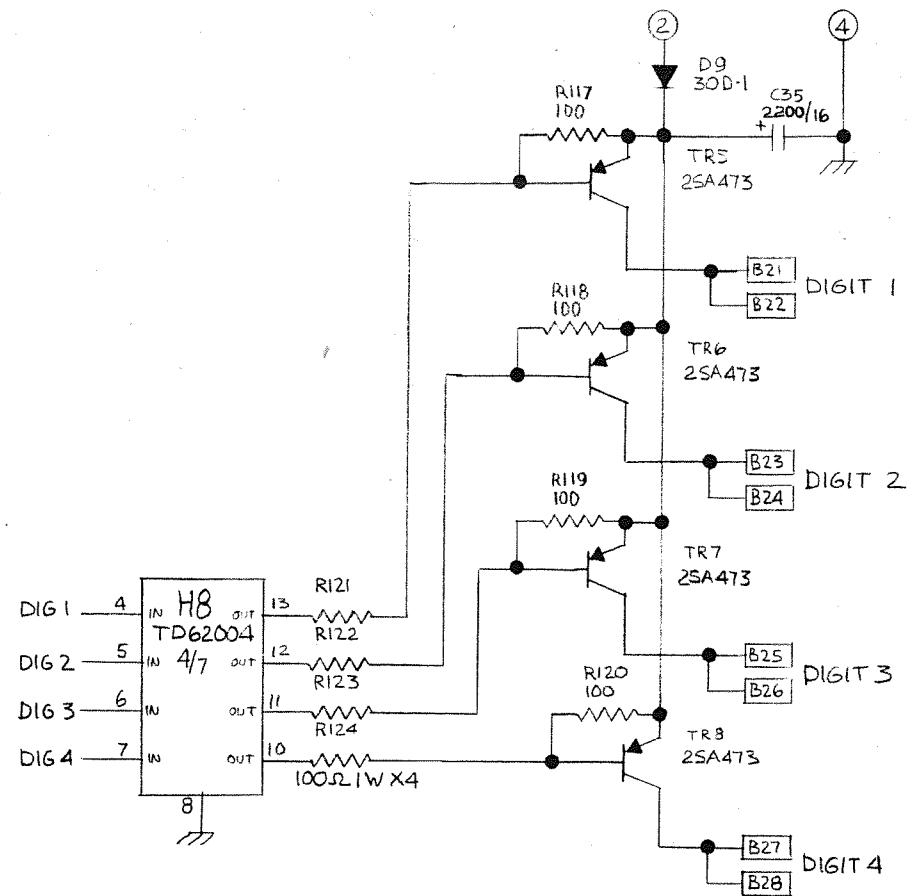 2
4
D9
30D-1
R117
100
C35
2200/16
+
TR5
2SA473
B21
DIGIT 1
B22
R118
100
TR6
2SA473
B23
DIGIT 2
B24
R119
100
TR7
2SA473
B25
DIGIT 3
B26
DIG 1
4
IN
H8
OUT
13
R121
TD62004
R122
DIG 2
5
IN
4/7
OUT
12
R123
DIG 3
6
IN
OUT
11
R124
DIG 4
7
IN
OUT
10
100Ω 1W X4
8
R120
100
TR8
2SA473
B27
DIGIT 4
B28